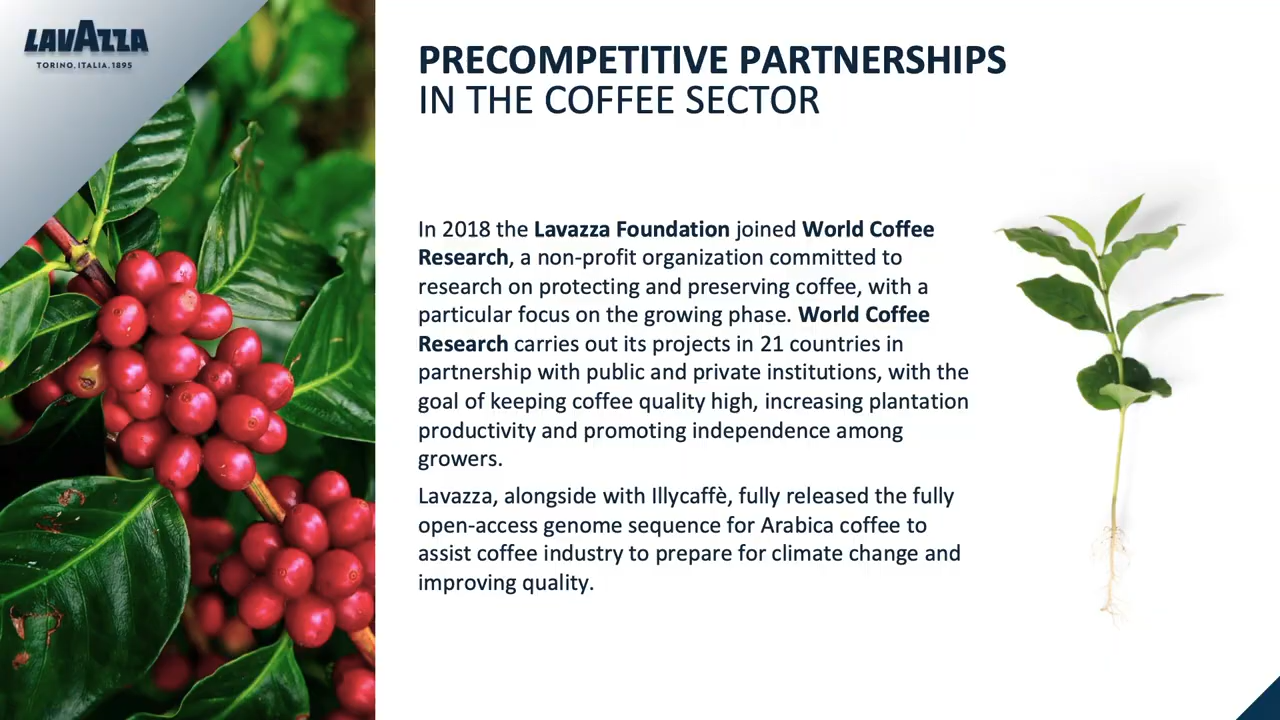 LAVAZZA
TORINO, ITALIA, 1895
PRECOMPETITIVE PARTNERSHIPS
IN THE COFFEE SECTOR
In 2018 the Lavazza Foundation joined World Coffee
Research, a non-profit organization committed to
research on protecting and preserving coffee, with a
particular focus on the growing phase. World Coffee
Research carries out its projects in 21 countries in
partnership with public and private institutions, with the
goal of keeping coffee quality high, increasing plantation
productivity and promoting independence among
growers.
Lavazza, alongside with Illycaffè, fully released the fully
open-access genome sequence for Arabica coffee to
assist coffee industry to prepare for climate change and
improving quality.